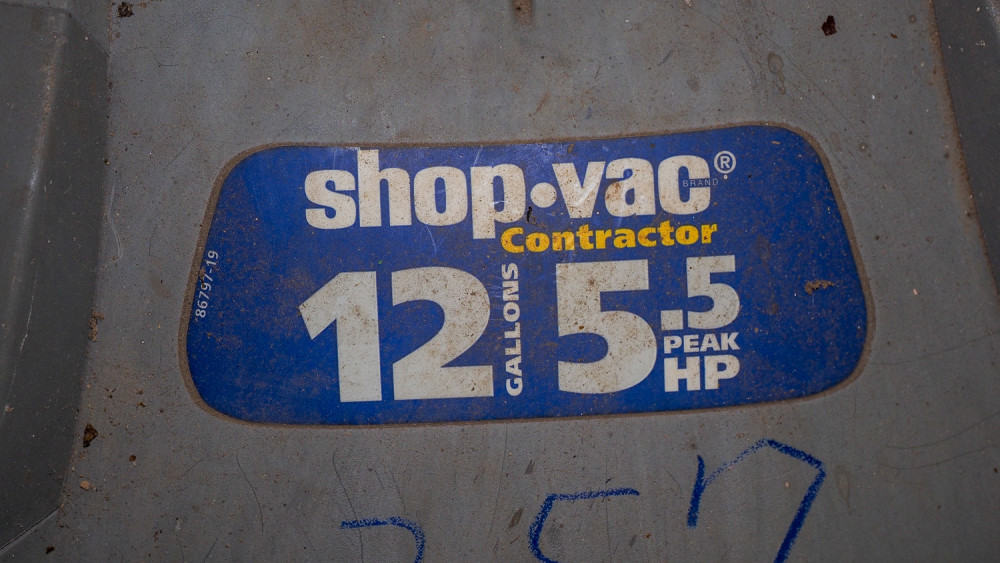 shop·vac®
BRAND
Contractor
12 GALLONS 5.5
PEAK
HP
86797-19